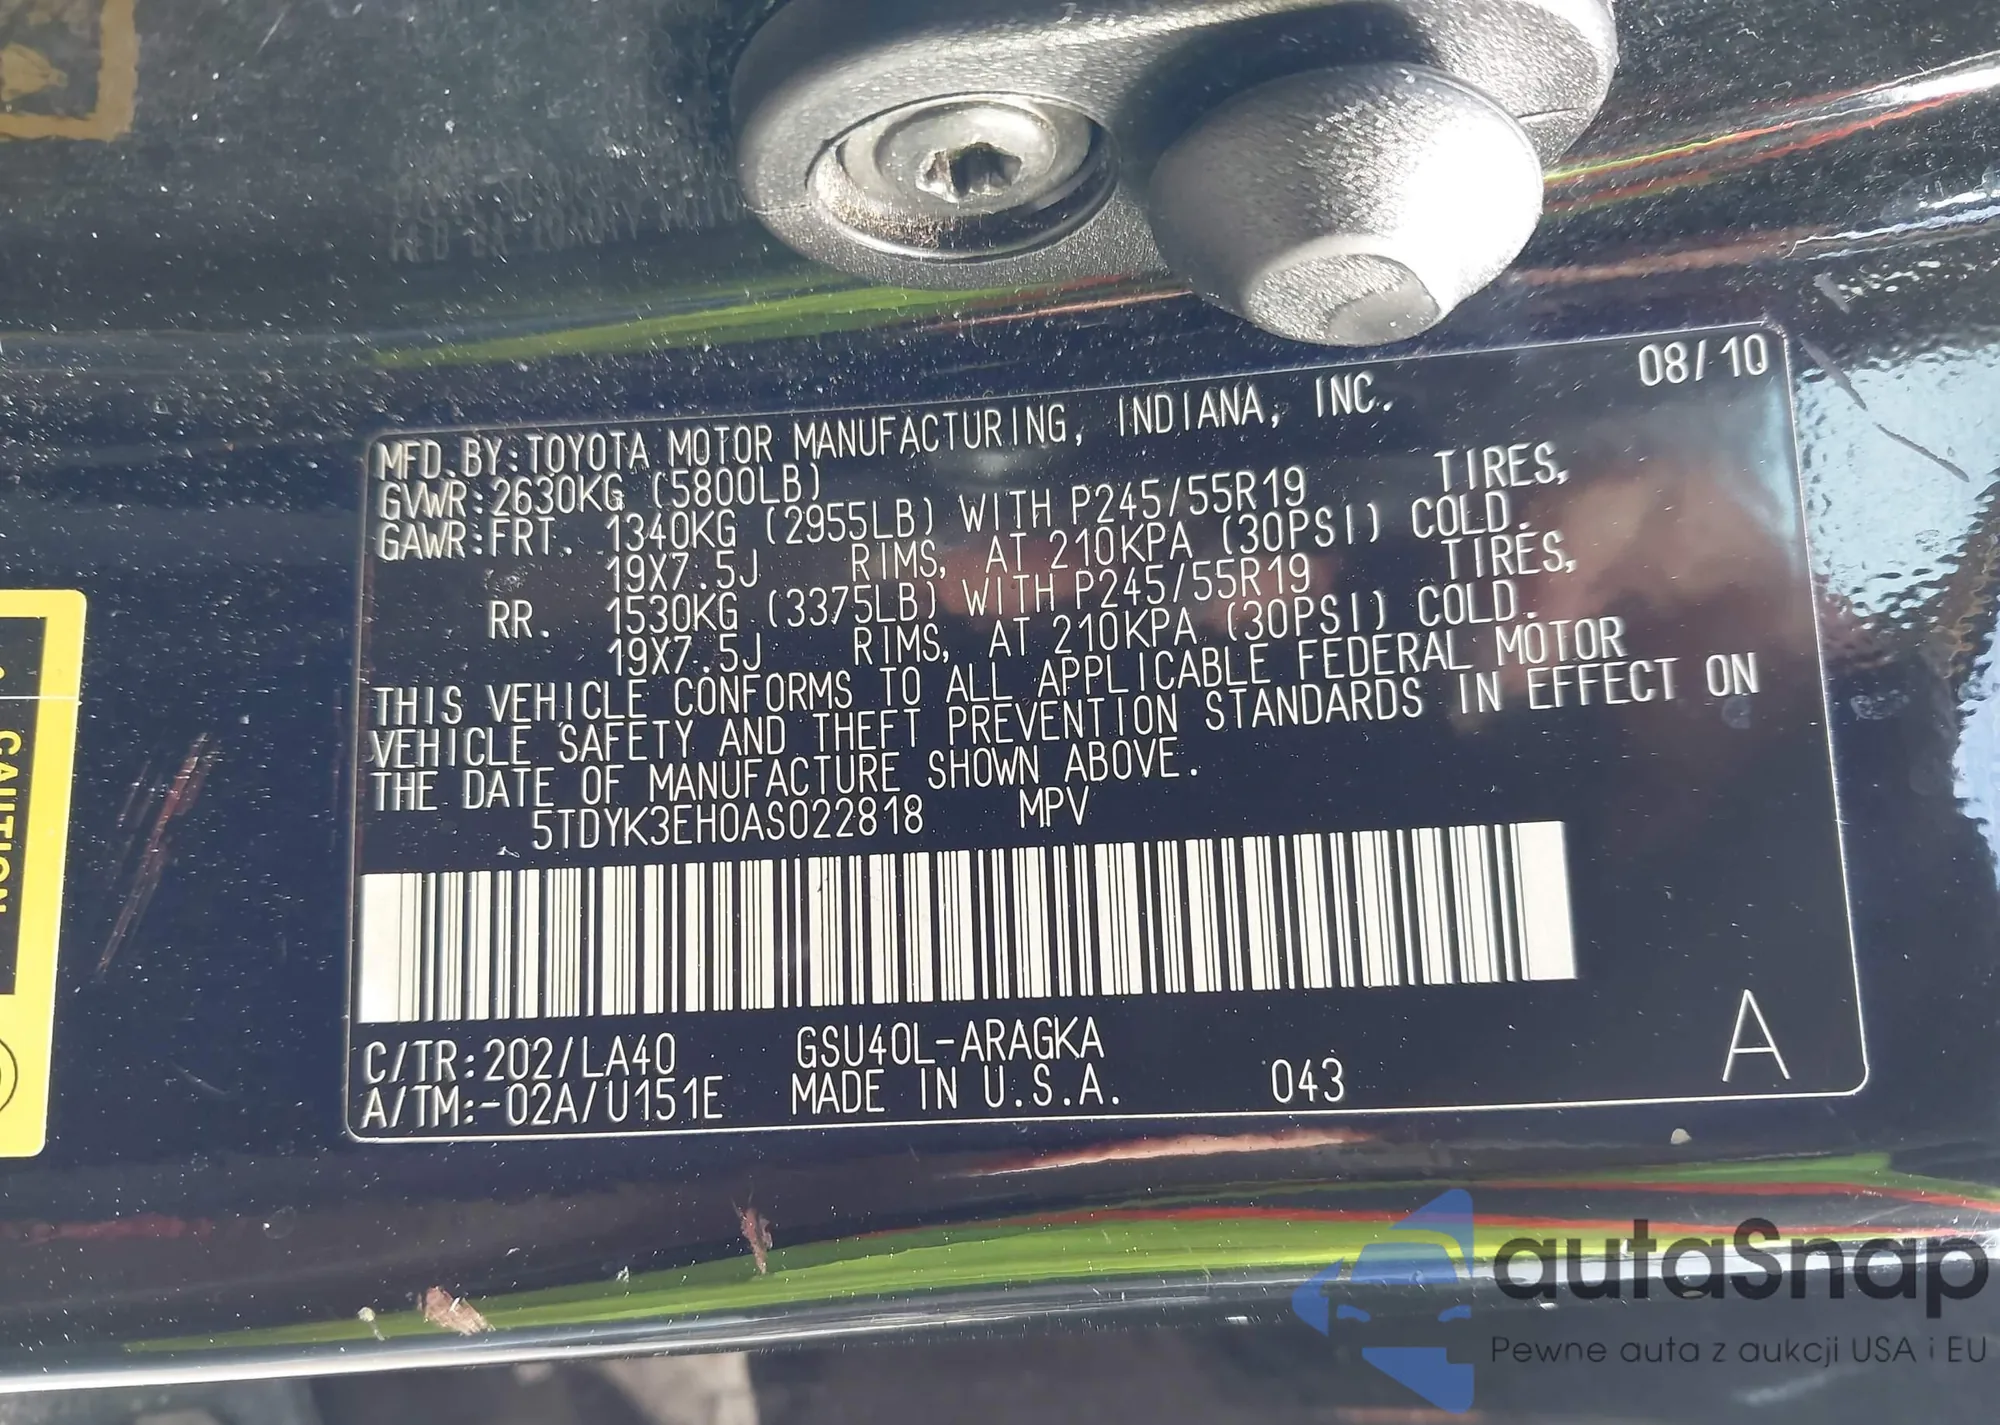 08/10
MFD.BY:TOYOTA MOTOR MANUFACTURING, INDIANA, INC.
GVWR:2630KG (5800LB)
GAWR:FRT. 1340KG (2955LB) WITH P245/55R19 TIRES,
19X7.5J RIMS, AT 210KPA (30PSI) COLD.
RR. 1530KG (3375LB) WITH P245/55R19 TIRES,
19X7.5J RIMS, AT 210KPA (30PSI) COLD.
THIS VEHICLE CONFORMS TO ALL APPLICABLE FEDERAL MOTOR
VEHICLE SAFETY AND THEFT PREVENTION STANDARDS IN EFFECT ON
THE DATE OF MANUFACTURE SHOWN ABOVE.
5TDYK3EH0AS022818 MPV
C/TR:202/LA40 GSU40L-ARAGKA
A/TM:-02A/U151E MADE IN U.S.A. 043 A
CAUTION
autaSnap
Pewne auta z aukcji USA i EU